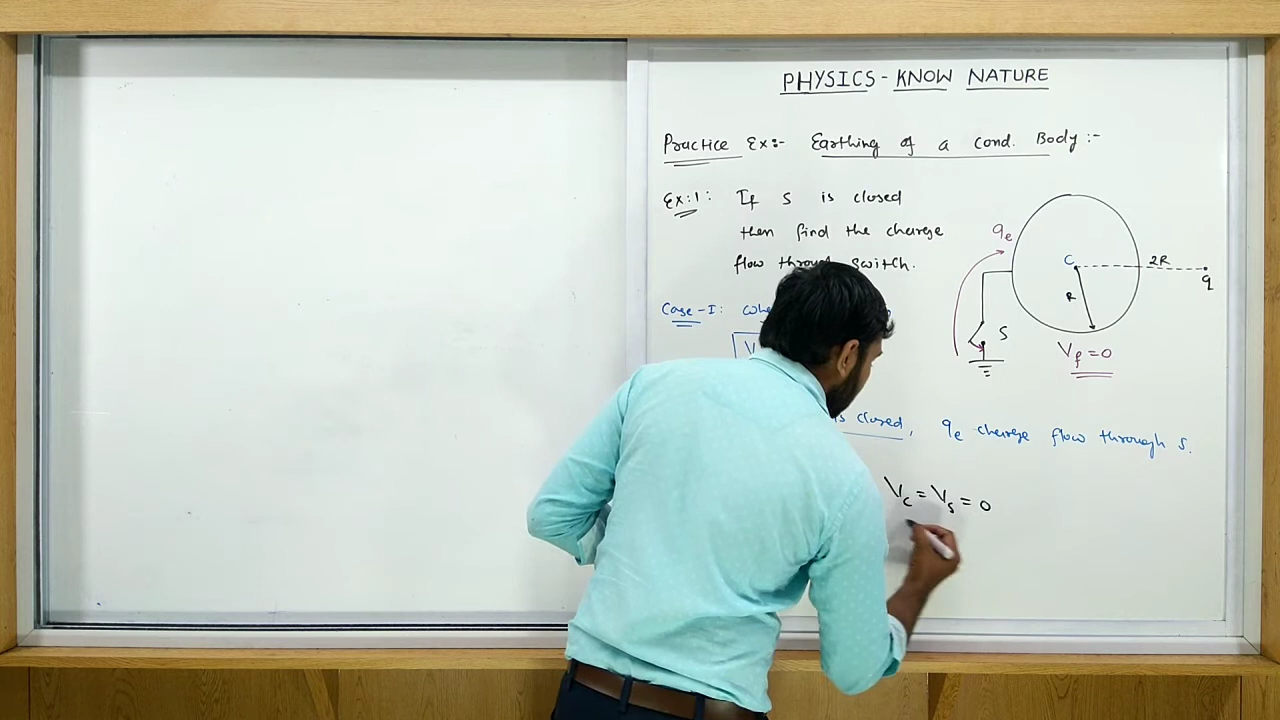 PHYSICS - KNOW NATURE
Practice Ex:- Earthing of a Cond. Body :-
Ex:1: If S is closed
then find the charge
flow through switch.
qe
C
2R
q
R
S
Vf = 0
Case-I:
V
is closed, qe charge flow through S.
Vc = Vs = 0